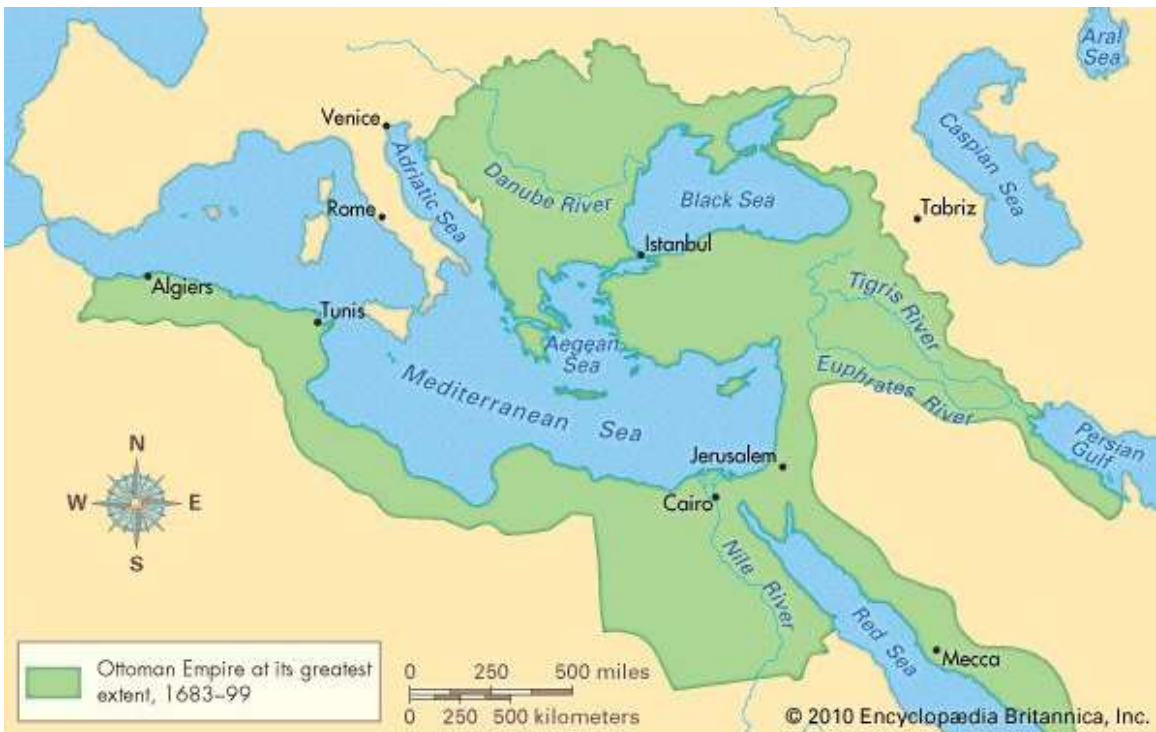 Aral
Sea
Caspian Sea
Venice
Adriatic Sea
Danube River
Black Sea
Tabriz
Rome
Istanbul
Algiers
Tunis
Tigris River
Aegean
Sea
Euphrates River
Mediterranean Sea
Persian
Gulf
Jerusalem
Cairo
Nile River
Red Sea
Mecca
N
W E
S
Ottoman Empire at its greatest
extent, 1683–99
0 250 500 miles
0 250 500 kilometers
© 2010 Encyclopædia Britannica, Inc.